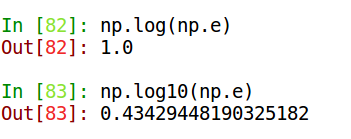 In [82]: np.log(np.e)
Out[82]: 1.0
In [83]: np.log10(np.e)
Out[83]: 0.43429448190325182